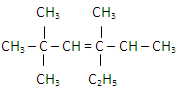 CH₃ CH₃
CH₃ – C – CH = C – CH – CH₃
CH₃ C₂H₅